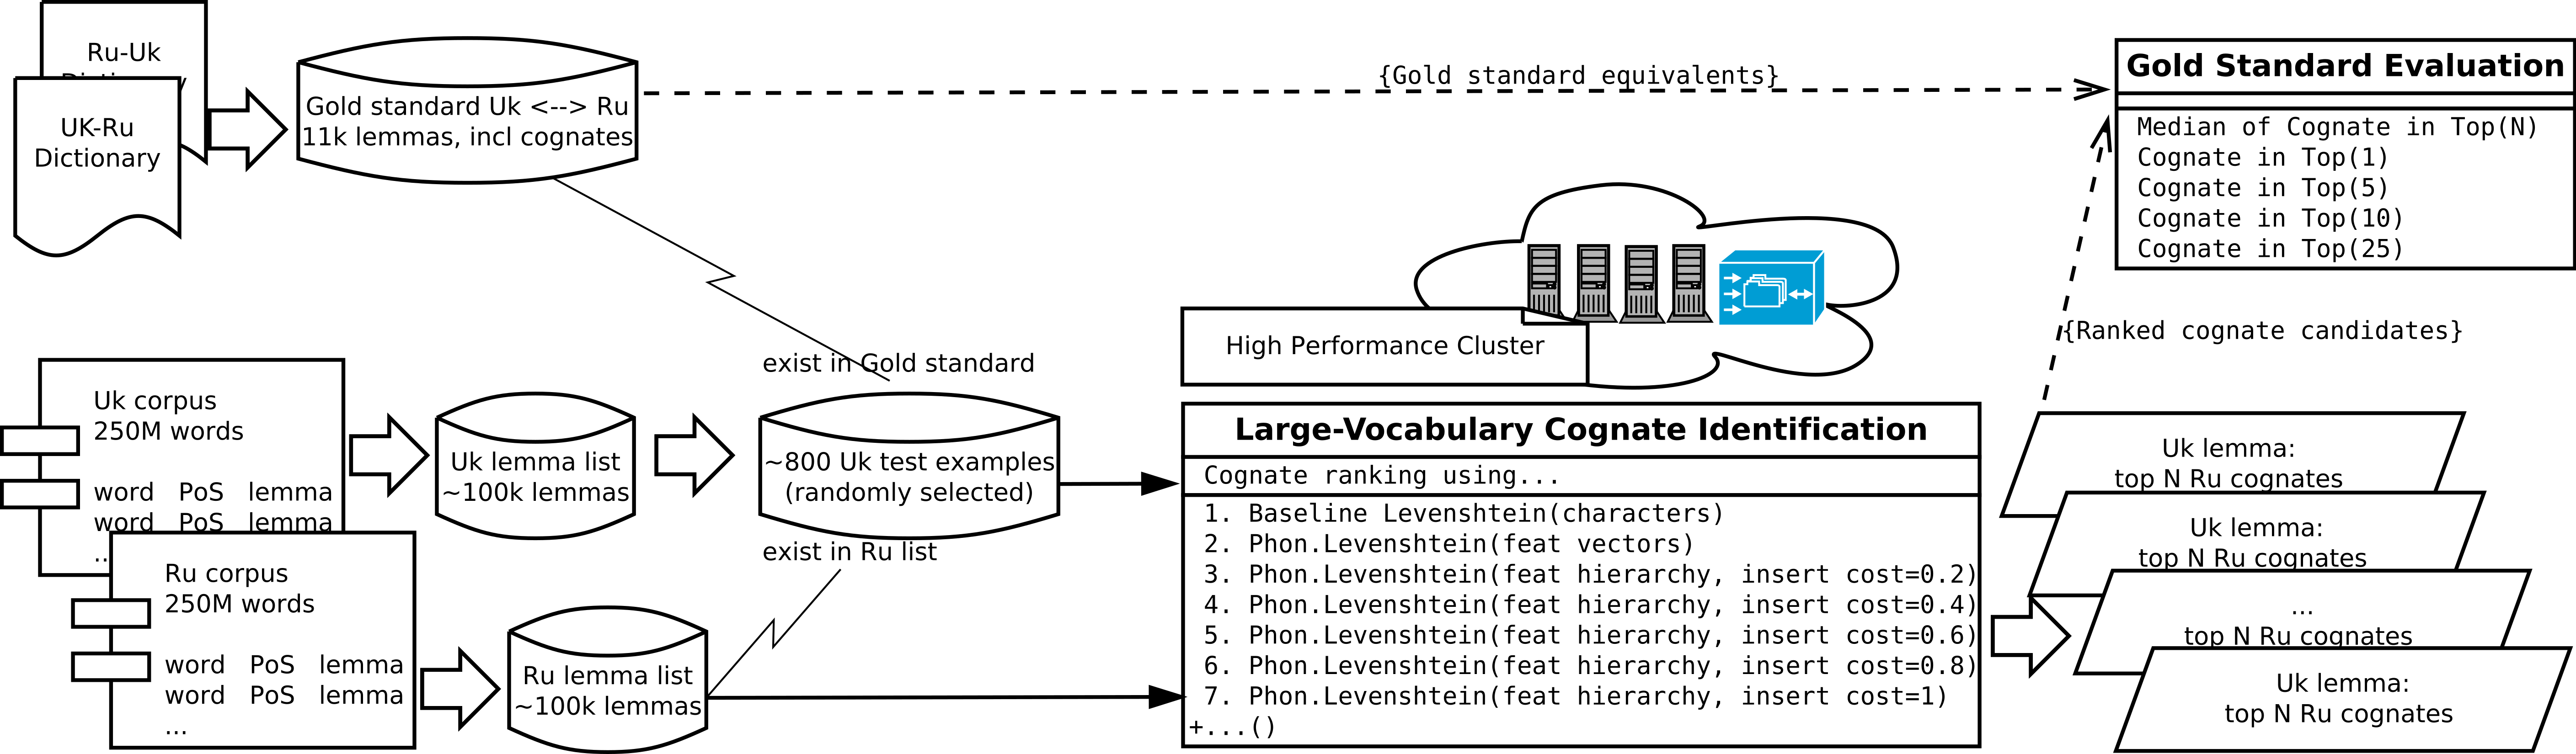 Ru-Uk
UK-Ru
Dictionary
Gold standard Uk <--> Ru
11k lemmas, incl cognates
{Gold standard equivalents}
Gold Standard Evaluation
Median of Cognate in Top(N)
Cognate in Top(1)
Cognate in Top(5)
Cognate in Top(10)
Cognate in Top(25)
High Performance Cluster
{Ranked cognate candidates}
exist in Gold standard
Uk corpus
250M words
word PoS lemma
word PoS lemma
..
Uk lemma list
~100k lemmas
~800 Uk test examples
(randomly selected)
exist in Ru list
Ru corpus
250M words
word PoS lemma
word PoS lemma
...
Ru lemma list
~100k lemmas
Large-Vocabulary Cognate Identification
Cognate ranking using...
1. Baseline Levenshtein(characters)
2. Phon.Levenshtein(feat vectors)
3. Phon.Levenshtein(feat hierarchy, insert cost=0.2)
4. Phon.Levenshtein(feat hierarchy, insert cost=0.4)
5. Phon.Levenshtein(feat hierarchy, insert cost=0.6)
6. Phon.Levenshtein(feat hierarchy, insert cost=0.8)
7. Phon.Levenshtein(feat hierarchy, insert cost=1)
+...()
Uk lemma:
top N Ru cognates
Uk lemma:
top N Ru cognates
...
top N Ru cognates
Uk lemma:
top N Ru cognates